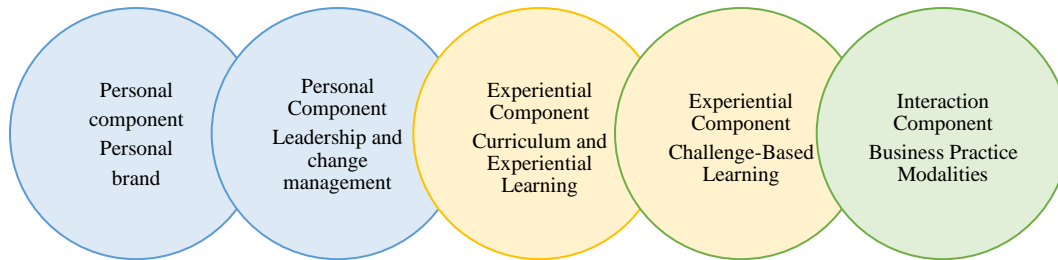 Personal
component
Personal
brand
Personal
Component
Leadership and
change
management
Experiential
Component
Curriculum and
Experiential
Learning
Experiential
Component
Challenge-Based
Learning
Interaction
Component
Business Practice
Modalities